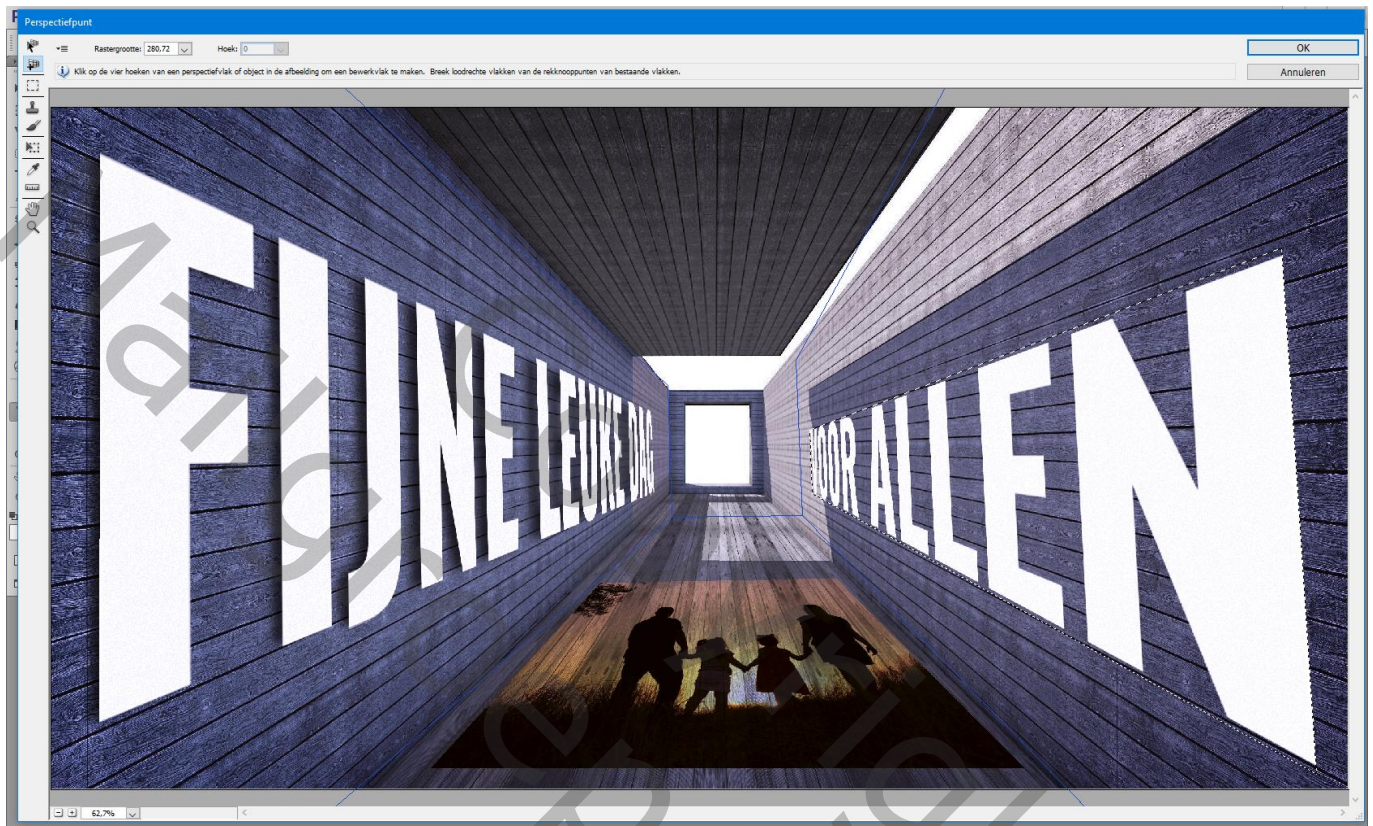 Perspectiefpunt
Rastergrootte: 280,72 Hoek: 0
OK
Klik op de vier hoeken van een perspectiefvlak of object in de afbeelding om een bewerkvlak te maken. Breek loodrechte vlakken van de rekknooppunten van bestaande vlakken.
Annuleren
FIJNE LEUKE DAG
VOOR ALLEN
62,7%